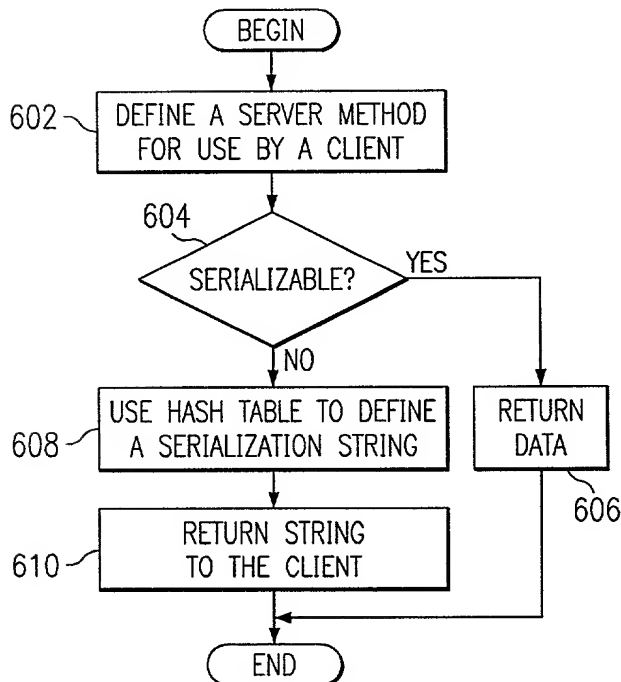 BEGIN
602
DEFINE A SERVER METHOD
FOR USE BY A CLIENT
604
SERIALIZABLE?
YES
NO
608
USE HASH TABLE TO DEFINE
A SERIALIZATION STRING
RETURN
DATA
606
610
RETURN STRING
TO THE CLIENT
END